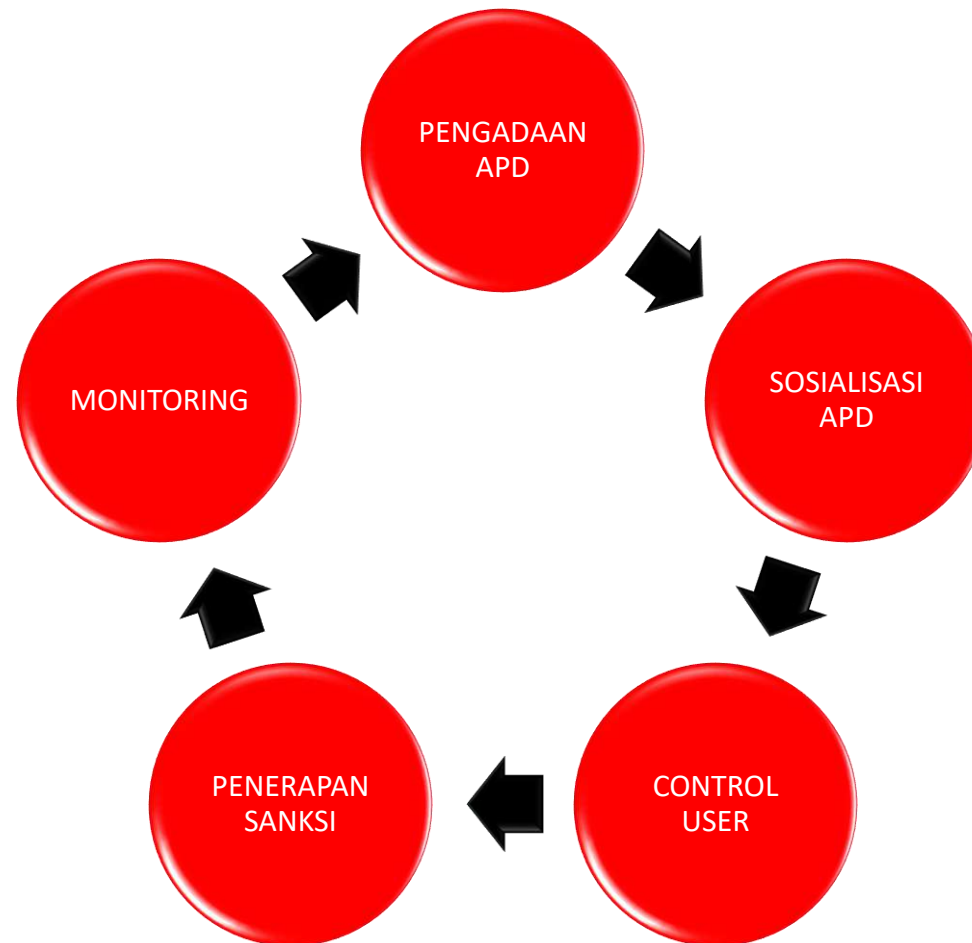 PENGADAAN
APD
SOSIALISASI
APD
CONTROL
USER
PENERAPAN
SANKSI
MONITORING